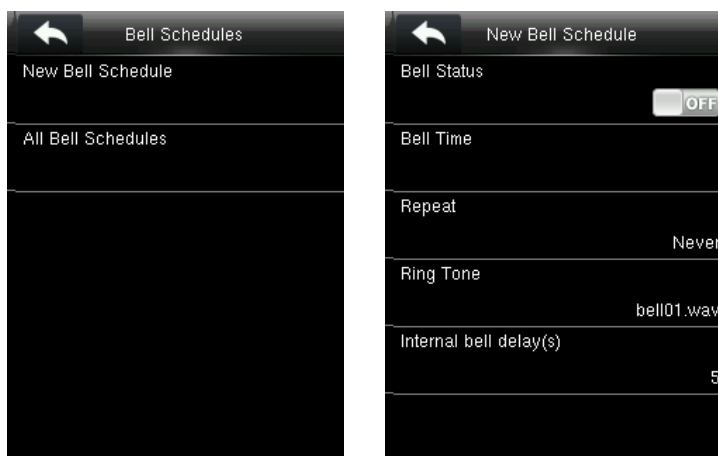 Bell Schedules
New Bell Schedule
All Bell Schedules
New Bell Schedule
Bell Status
OFF
Bell Time
Repeat
Never
Ring Tone
bell01.wav
Internal bell delay(s)
5